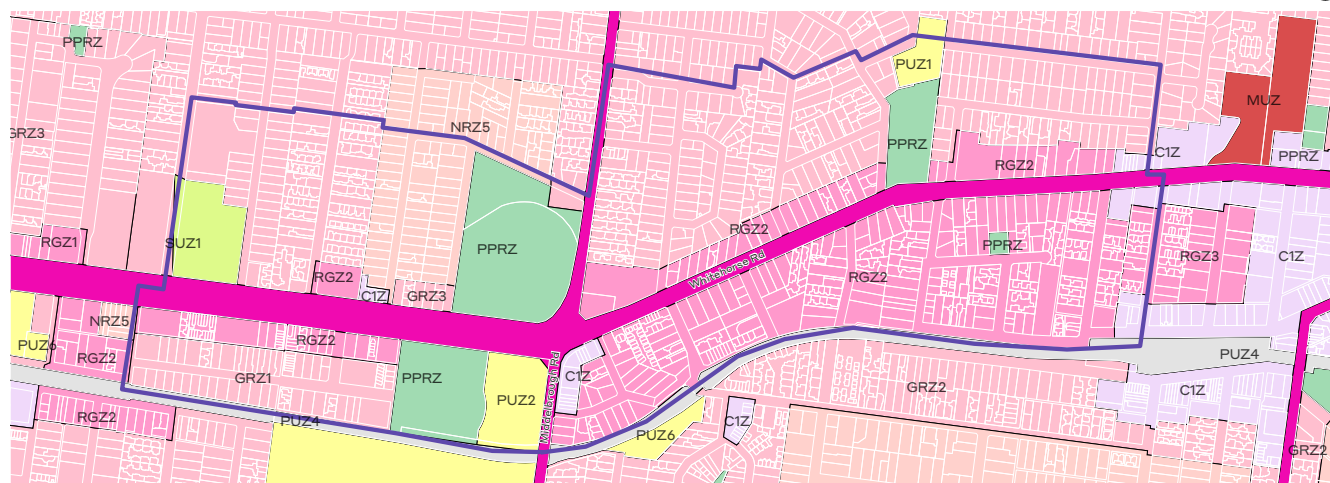 PPRZ
PUZ1
MUZ
GRZ3
NRZ5
PPRZ
C1Z
PPRZ
RGZ2
RGZ1
SUZ1
PPRZ
RGZ2
PPRZ
RGZ3
C1Z
Whitehorse Rd
RGZ2
RGZ2
C1Z
GRZ3
NRZ5
PUZ6
RGZ2
RGZ2
PUZ4
GRZ1
PPRZ
PUZ2
Middleborough Rd
C1Z
GRZ2
C1Z
RGZ2
PUZ4
PUZ6
C1Z
GRZ2